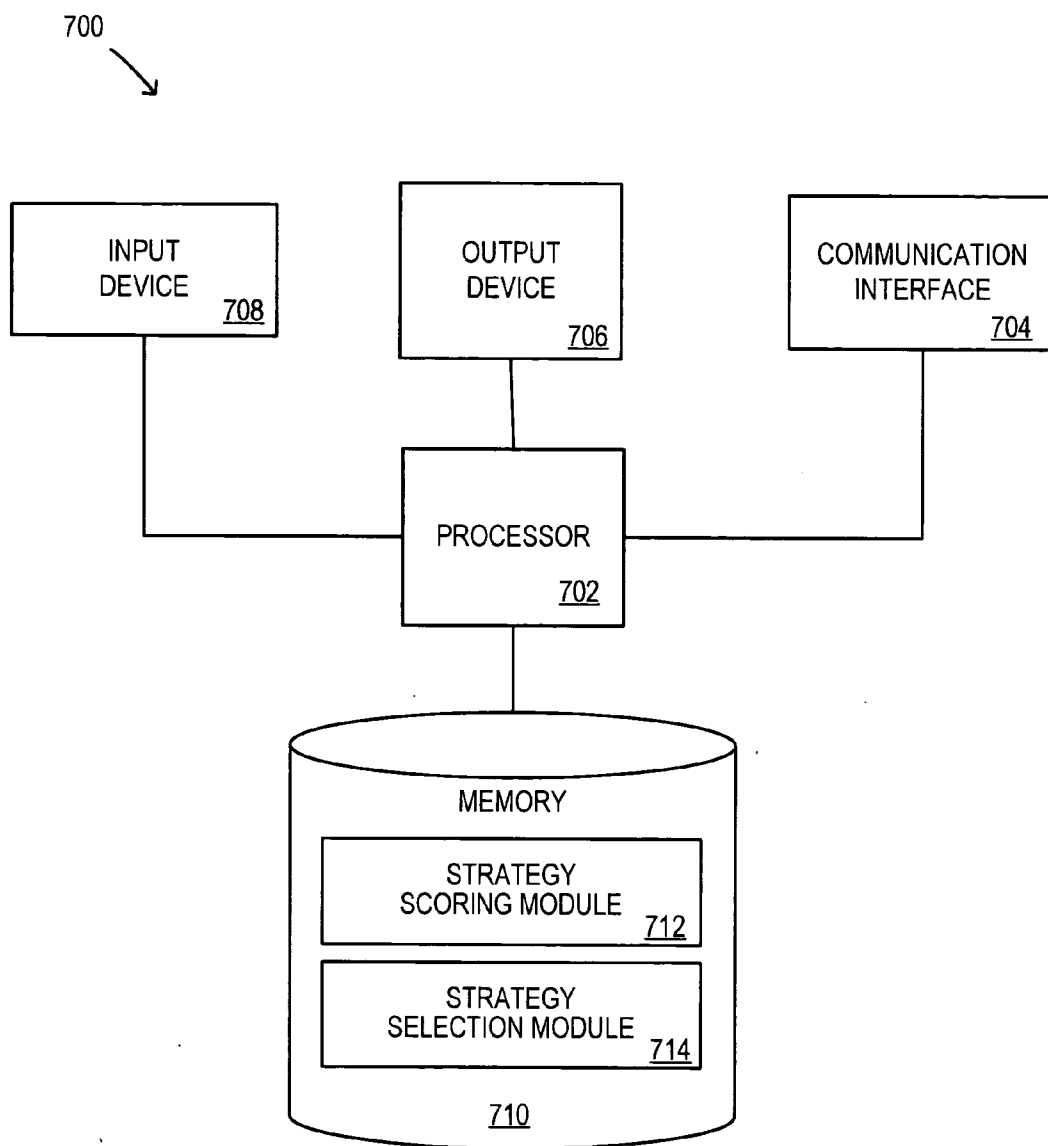 700
INPUT
DEVICE
708
OUTPUT
DEVICE
706
COMMUNICATION
INTERFACE
704
PROCESSOR
702
MEMORY
STRATEGY
SCORING MODULE
712
STRATEGY
SELECTION MODULE
714
710